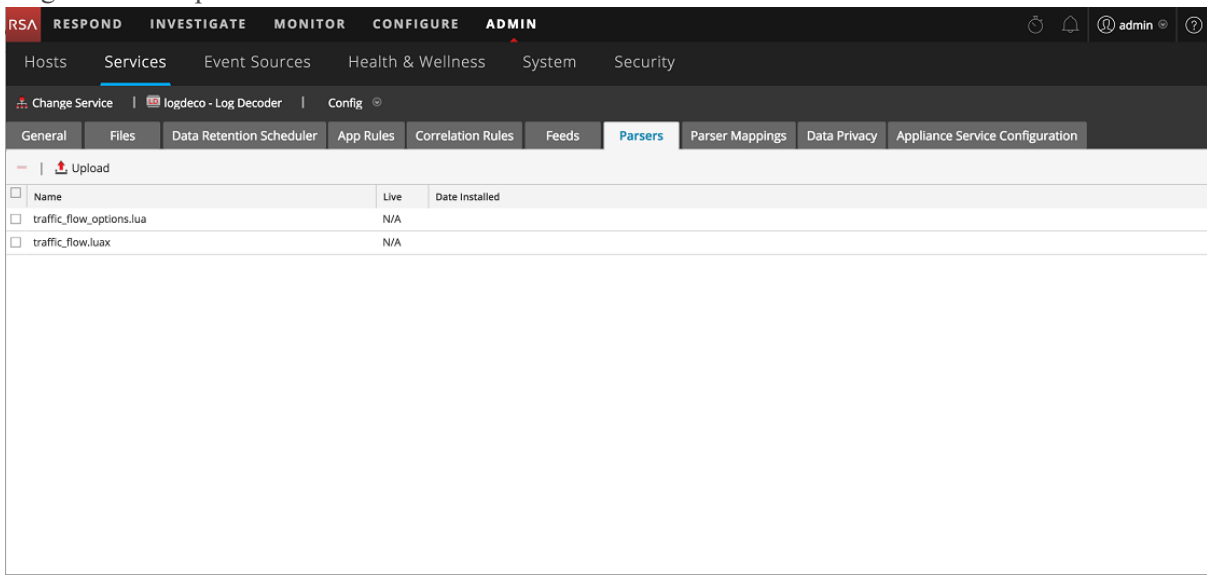 RSA RESPOND INVESTIGATE MONITOR CONFIGURE ADMIN admin
Hosts Services Event Sources Health & Wellness System Security
Change Service | logdeco - Log Decoder | Config
General Files Data Retention Scheduler App Rules Correlation Rules Feeds Parsers Parser Mappings Data Privacy Appliance Service Configuration
Upload
Name Live Date Installed
traffic_flow_options.lua N/A
traffic_flow.luax N/A